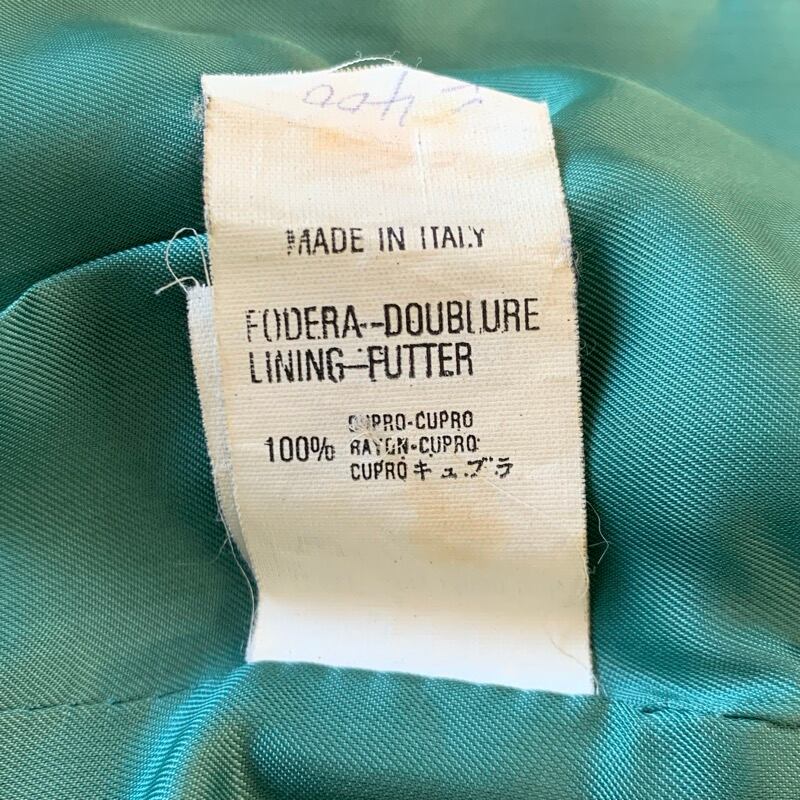 MADE IN ITALY
FODERA--DOUBLURE
LINING-FUTTER
CUPRO-CUPRO
100% RAYON-CUPRO
CUPRO キュプラ